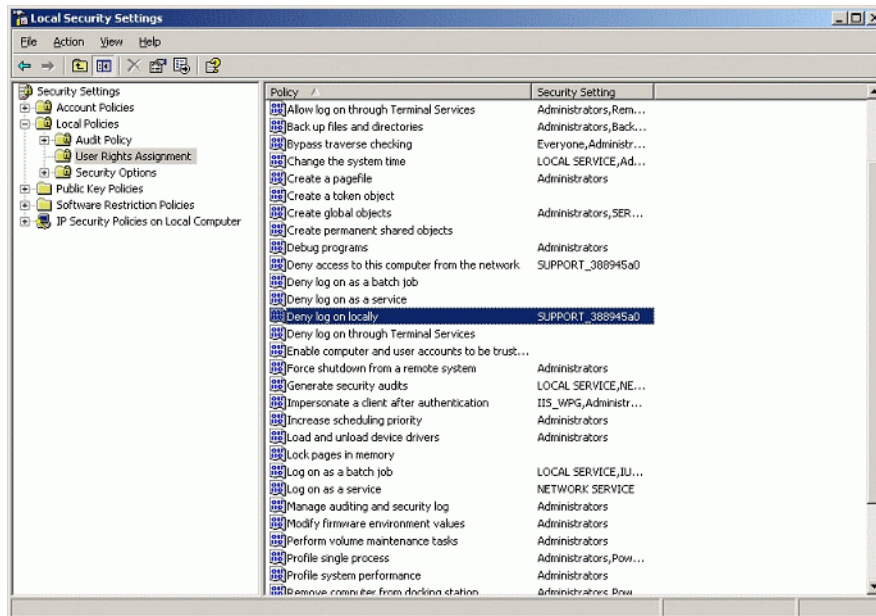 Local Security Settings
File Action View Help
Security Settings
Account Policies
Local Policies
Audit Policy
User Rights Assignment
Security Options
Public Key Policies
Software Restriction Policies
IP Security Policies on Local Computer
Policy Security Setting
Allow log on through Terminal Services Administrators,Rem...
Back up files and directories Administrators,Back...
Bypass traverse checking Everyone,Administr...
Change the system time LOCAL SERVICE,Ad...
Create a pagefile Administrators
Create a token object
Create global objects Administrators,SER...
Create permanent shared objects
Debug programs Administrators
Deny access to this computer from the network SUPPORT_388945a0
Deny log on as a batch job
Deny log on as a service
Deny log on locally SUPPORT_388945a0
Deny log on through Terminal Services
Enable computer and user accounts to be trust...
Force shutdown from a remote system Administrators
Generate security audits LOCAL SERVICE,NE...
Impersonate a client after authentication IIS_WPG,Administr...
Increase scheduling priority Administrators
Load and unload device drivers Administrators
Lock pages in memory
Log on as a batch job LOCAL SERVICE,IU...
Log on as a service NETWORK SERVICE
Manage auditing and security log Administrators
Modify firmware environment values Administrators
Perform volume maintenance tasks Administrators
Profile single process Administrators,Pow...
Profile system performance Administrators
Remove computer from docking station Administrators,Pow...